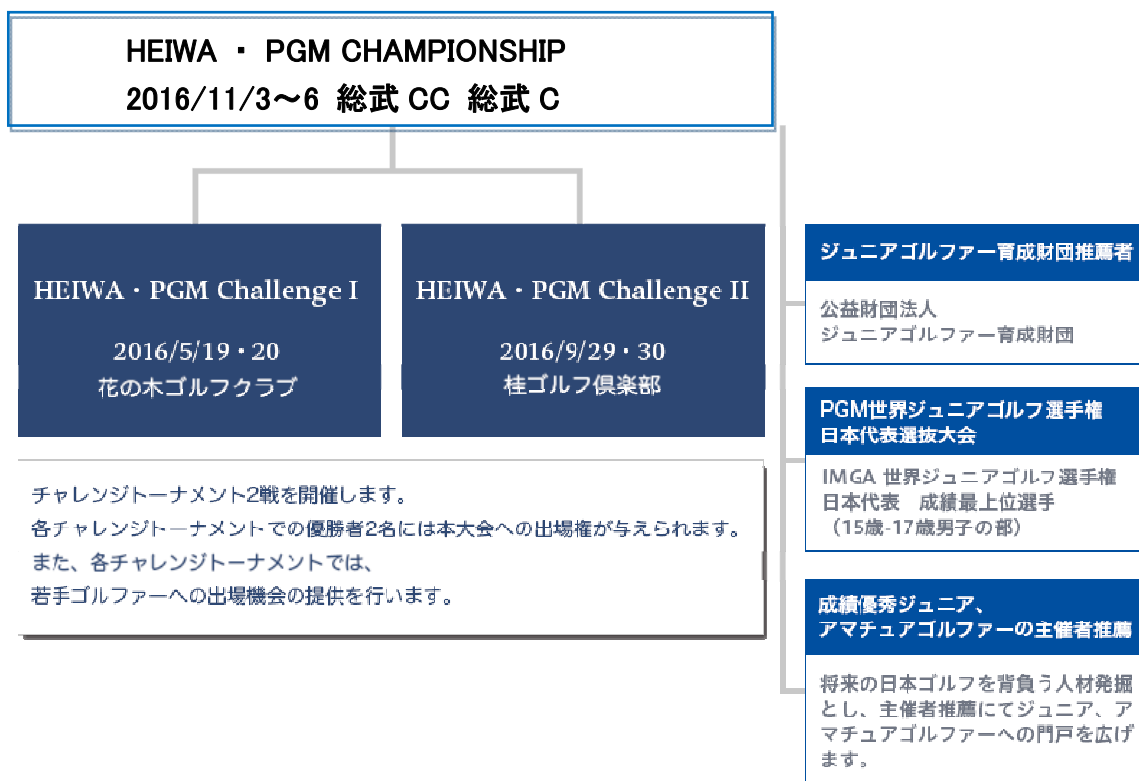 HEIWA ・ PGM CHAMPIONSHIP
2016/11/3～6 総武 CC 総武 C
HEIWA・PGM Challenge I
2016/5/19・20
花の木ゴルフクラブ
HEIWA・PGM Challenge II
2016/9/29・30
桂ゴルフ倶楽部
チャレンジトーナメント2戦を開催します。
各チャレンジトーナメントでの優勝者2名には本大会への出場権が与えられます。
また、各チャレンジトーナメントでは、
若手ゴルファーへの出場機会の提供を行います。
ジュニアゴルファー育成財団推薦者
公益財団法人
ジュニアゴルファー育成財団
PGM世界ジュニアゴルフ選手権
日本代表選抜大会
IMGA 世界ジュニアゴルフ選手権
日本代表　成績最上位選手
（15歳-17歳男子の部）
成績優秀ジュニア、
アマチュアゴルファーの主催者推薦
将来の日本ゴルフを背負う人材発掘
とし、主催者推薦にてジュニア、ア
マチュアゴルファーへの門戸を広げ
ます。